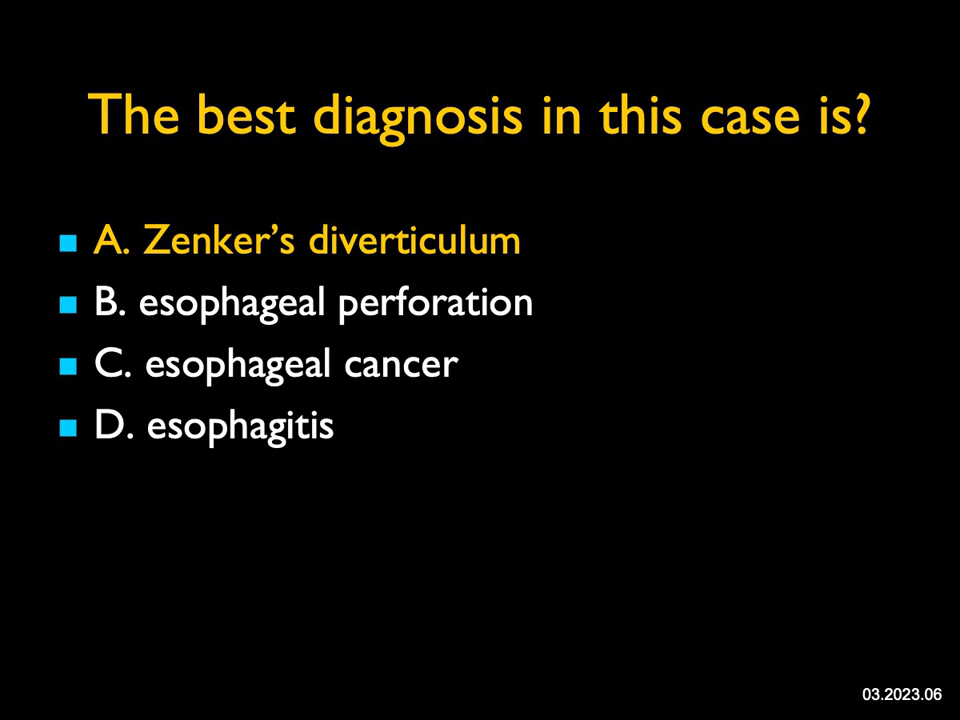 The best diagnosis in this case is?
A. Zenker’s diverticulum
B. esophageal perforation
C. esophageal cancer
D. esophagitis
03.2023.06